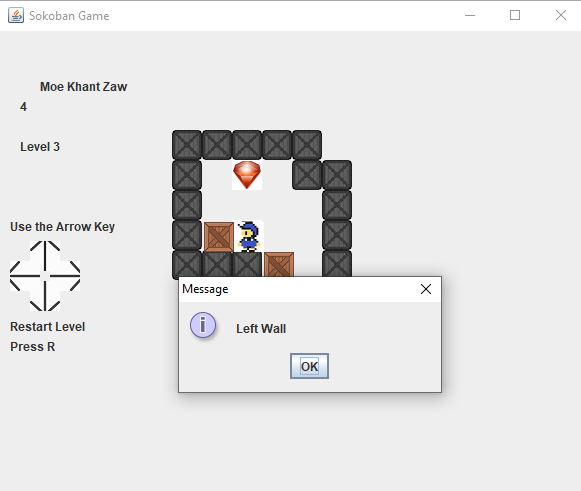 Sokoban Game
Moe Khant Zaw
4
Level 3
Use the Arrow Key
Restart Level
Press R
Message
Left Wall
OK